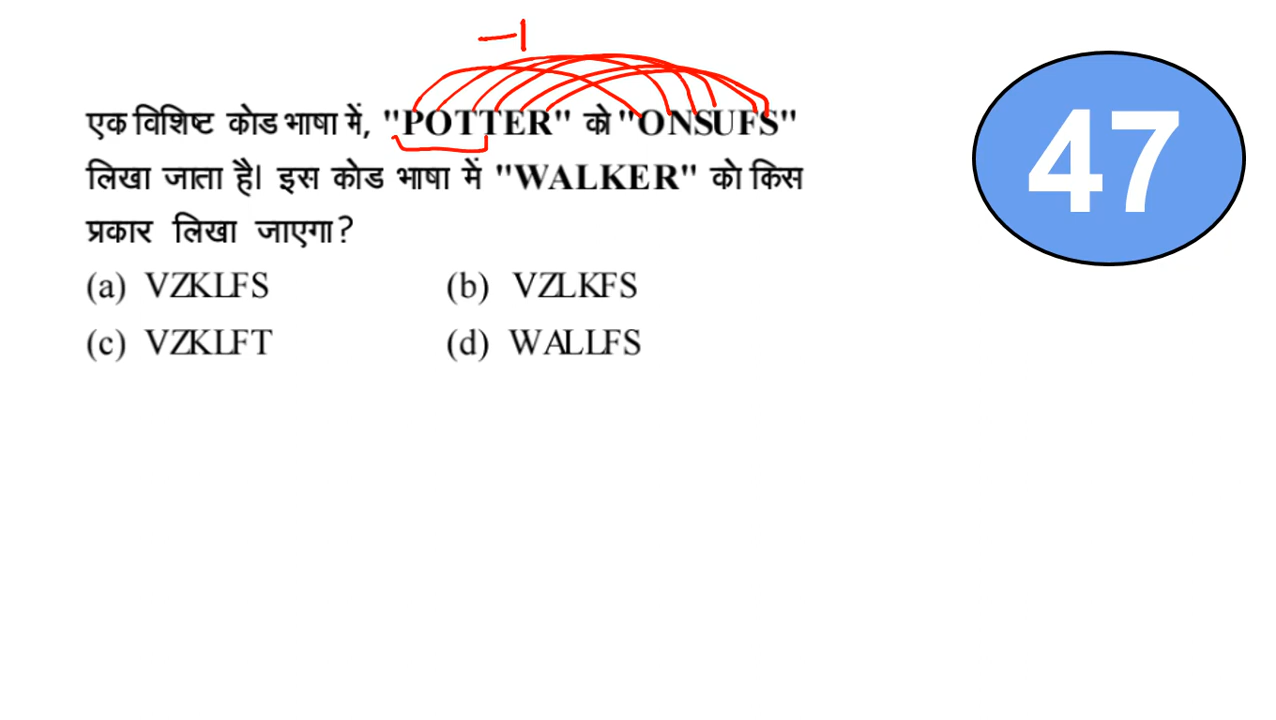 -1
एक विशिष्ट कोड भाषा में, "POTTER" को "ONSUFS"
लिखा जाता है। इस कोड भाषा में "WALKER" को किस
प्रकार लिखा जाएगा?
(a) VZKLFS (b) VZLKFS
(c) VZKLFT (d) WALLFS
47